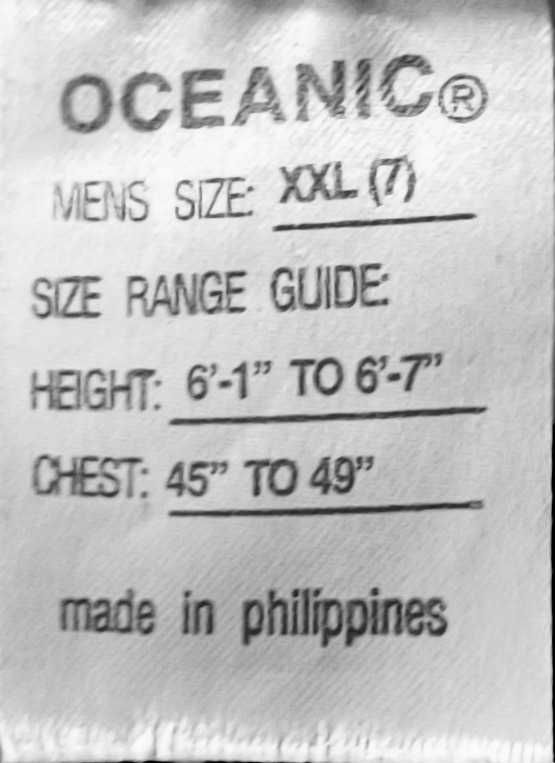 OCEANIC®
MENS SIZE: XXL (7)
SIZE RANGE GUIDE:
HEIGHT: 6'-1" TO 6'-7"
CHEST: 45" TO 49"
made in philippines